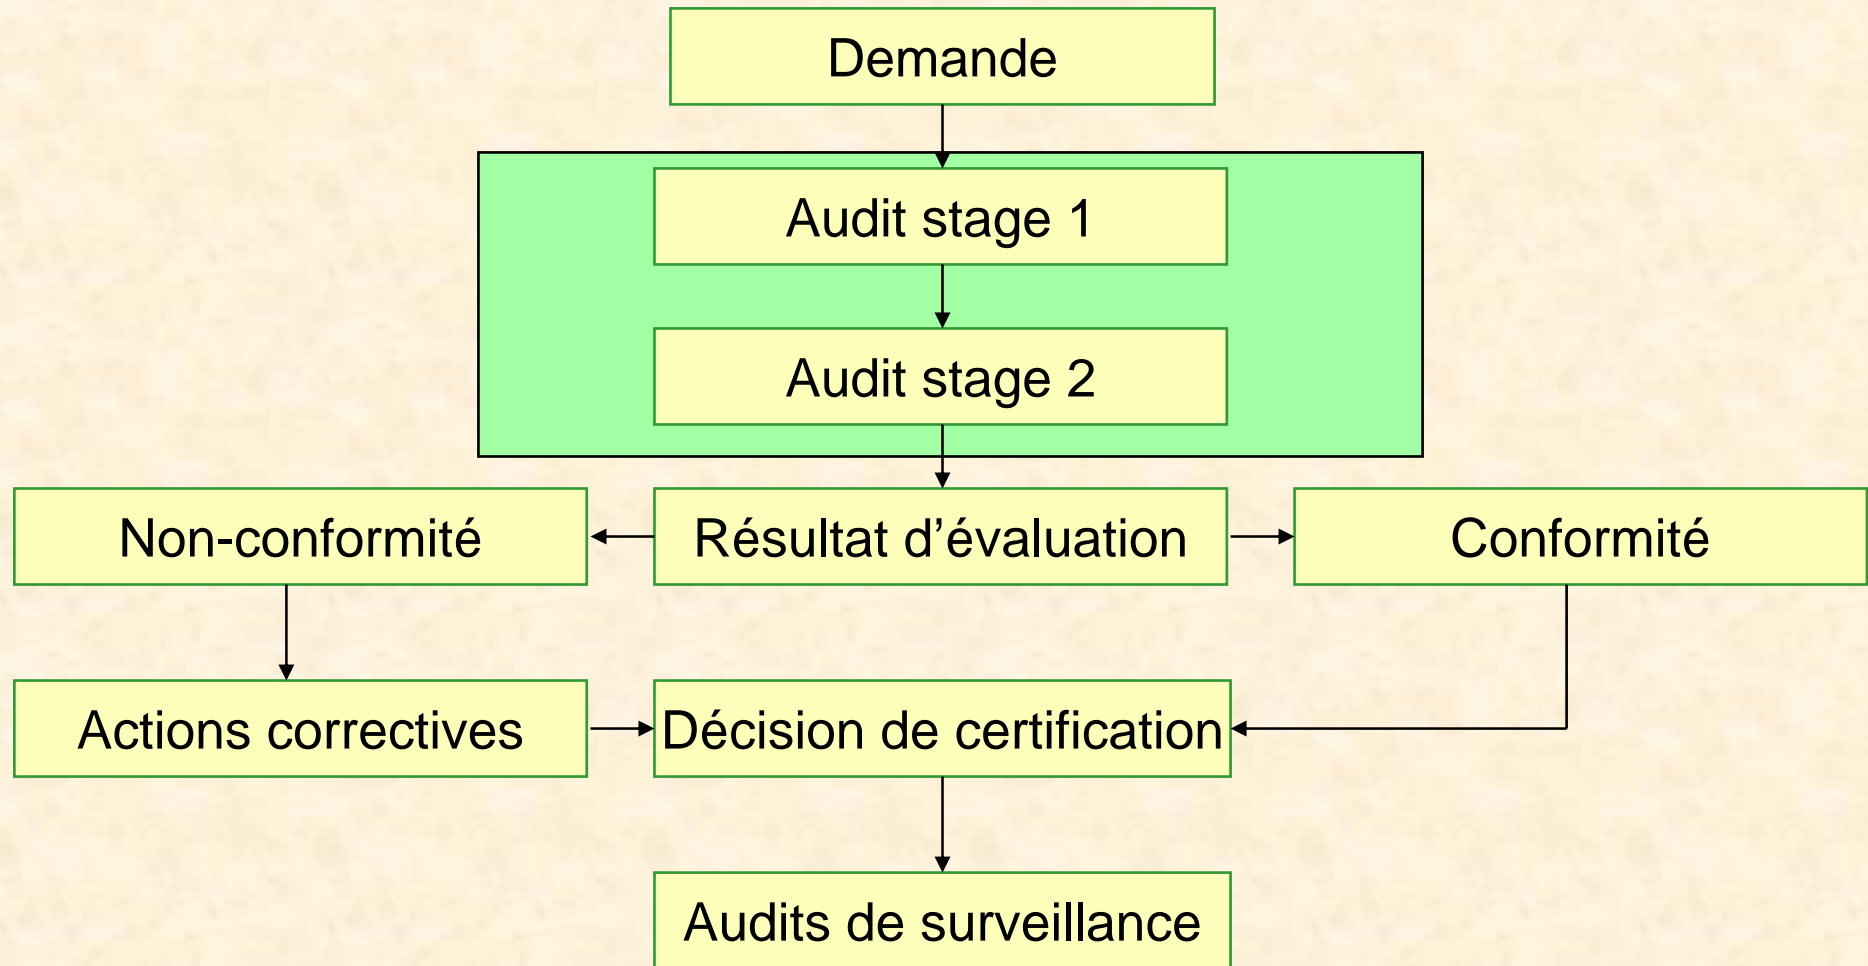 Demande
Audit stage 1
Audit stage 2
Non-conformité
Résultat d’évaluation
Conformité
Actions correctives
Décision de certification
Audits de surveillance